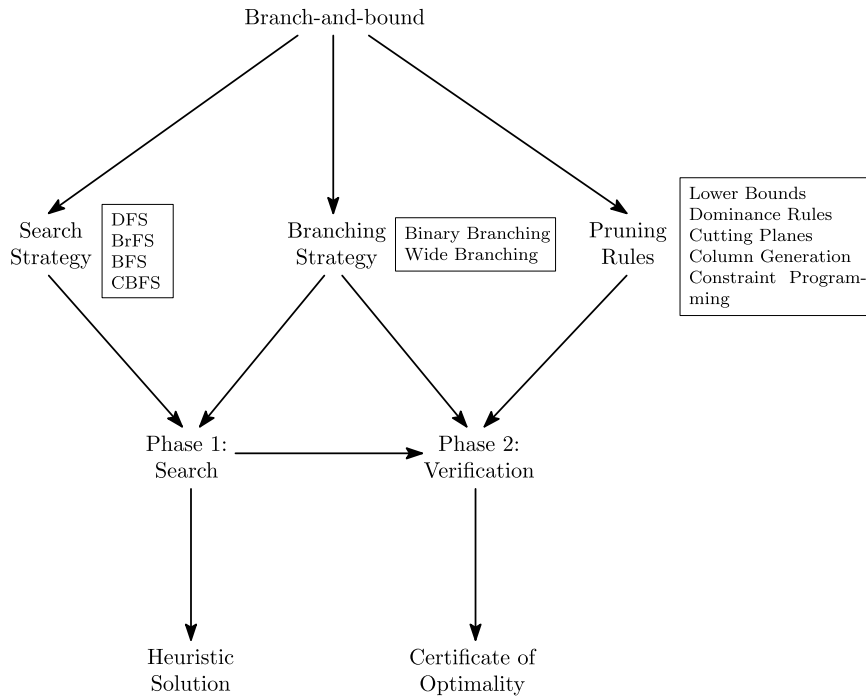 Branch-and-bound
Search
Strategy
DFS
BrFS
BFS
CBFS
Branching
Strategy
Binary Branching
Wide Branching
Pruning
Rules
Lower Bounds
Dominance Rules
Cutting Planes
Column Generation
Constraint Program-
ming
Phase 1:
Search
Phase 2:
Verification
Heuristic
Solution
Certificate of
Optimality